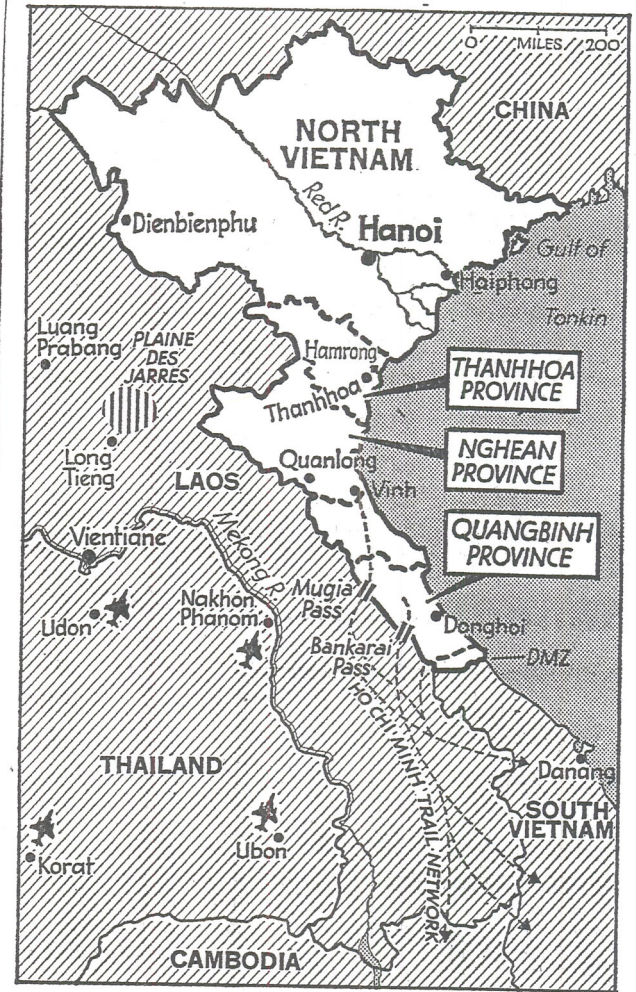 0 MILES 200
CHINA
NORTH
VIETNAM
Red R.
Hanoi
Dienbienphu
Gulf of
Tonkin
Haiphong
Luang
Prabang
PLAINE
DES
JARRES
Hamrong
Thanhhoa
THANHHOA
PROVINCE
Long
Tieng
LAOS
Quanlong
Vinh
NGHEAN
PROVINCE
QUANGBINH
PROVINCE
Vientiane
Mekong R.
Udon
Nakhon
Phanom
Mugia
Pass
Bankarai
Pass
Donghoi
DMZ
HO CHI MINH TRAIL NETWORK
THAILAND
Danang
SOUTH
VIETNAM
Korat
Ubon
CAMBODIA